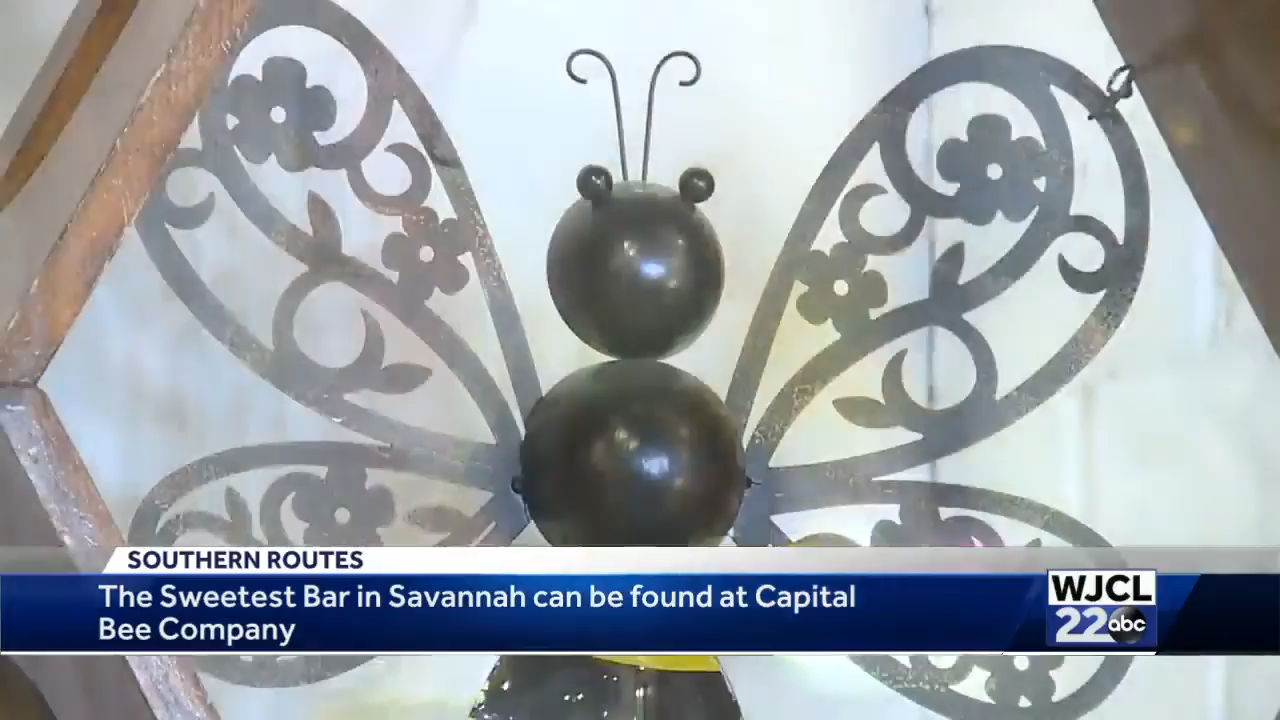 SOUTHERN ROUTES
The Sweetest Bar in Savannah can be found at Capital
Bee Company
WJCL
22 abc